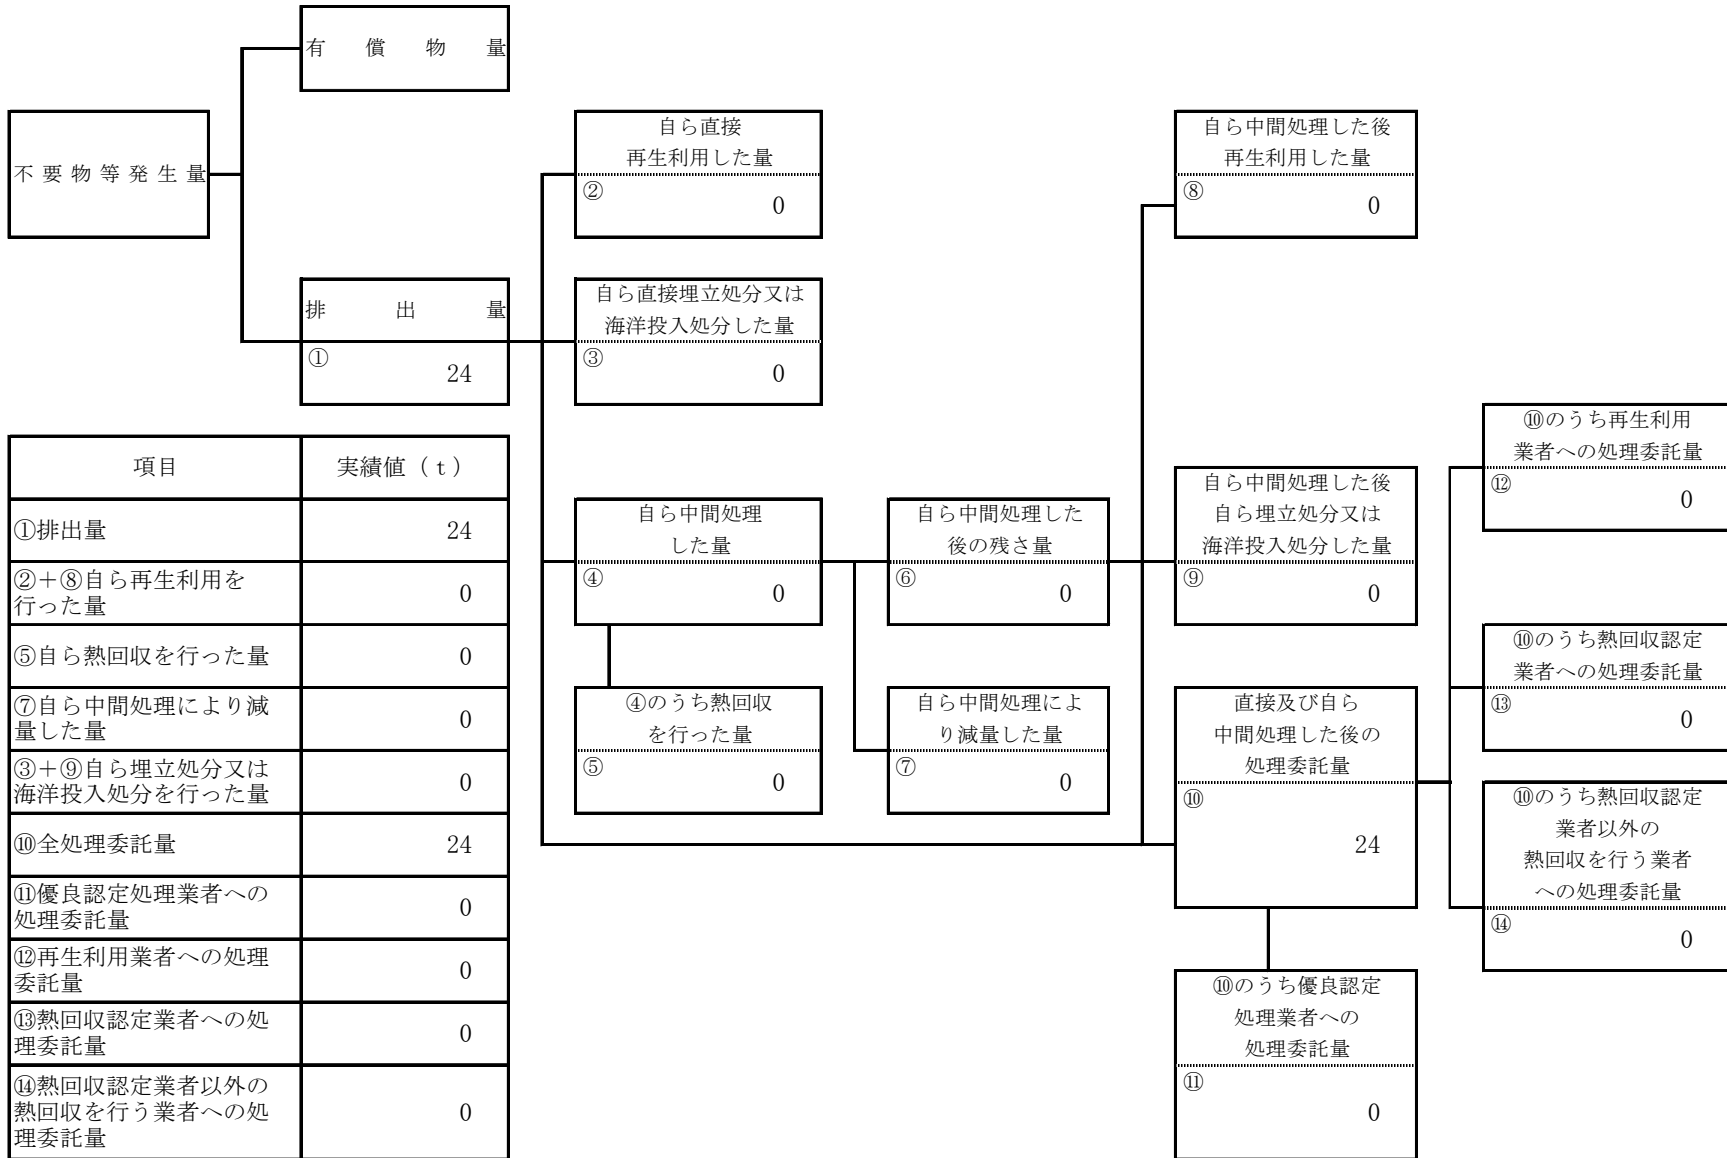 有償物量
不要物等発生量
排出量
①
24
自ら直接
再生利用した量
②
0
自ら直接埋立処分又は
海洋投入処分した量
③
0
自ら中間処理
した量
④
0
④のうち熱回収
を行った量
⑤
0
自ら中間処理した
後の残さ量
⑥
0
自ら中間処理によ
り減量した量
⑦
0
自ら中間処理した後
再生利用した量
⑧
0
自ら中間処理した後
自ら埋立処分又は
海洋投入処分した量
⑨
0
直接及び自ら
中間処理した後の
処理委託量
⑩
24
⑩のうち優良認定
処理業者への
処理委託量
⑪
0
⑩のうち再生利用
業者への処理委託量
⑫
0
⑩のうち熱回収認定
業者への処理委託量
⑬
0
⑩のうち熱回収認定
業者以外の
熱回収を行う業者
への処理委託量
⑭
0
項目 実績値（ｔ）
①排出量 24
②＋⑧自ら再生利用を
行った量 0
⑤自ら熱回収を行った量 0
⑦自ら中間処理により減
量した量 0
③＋⑨自ら埋立処分又は
海洋投入処分を行った量 0
⑩全処理委託量 24
⑪優良認定処理業者への
処理委託量 0
⑫再生利用業者への処理
委託量 0
⑬熱回収認定業者への処
理委託量 0
⑭熱回収認定業者以外の
熱回収を行う業者への処
理委託量 0